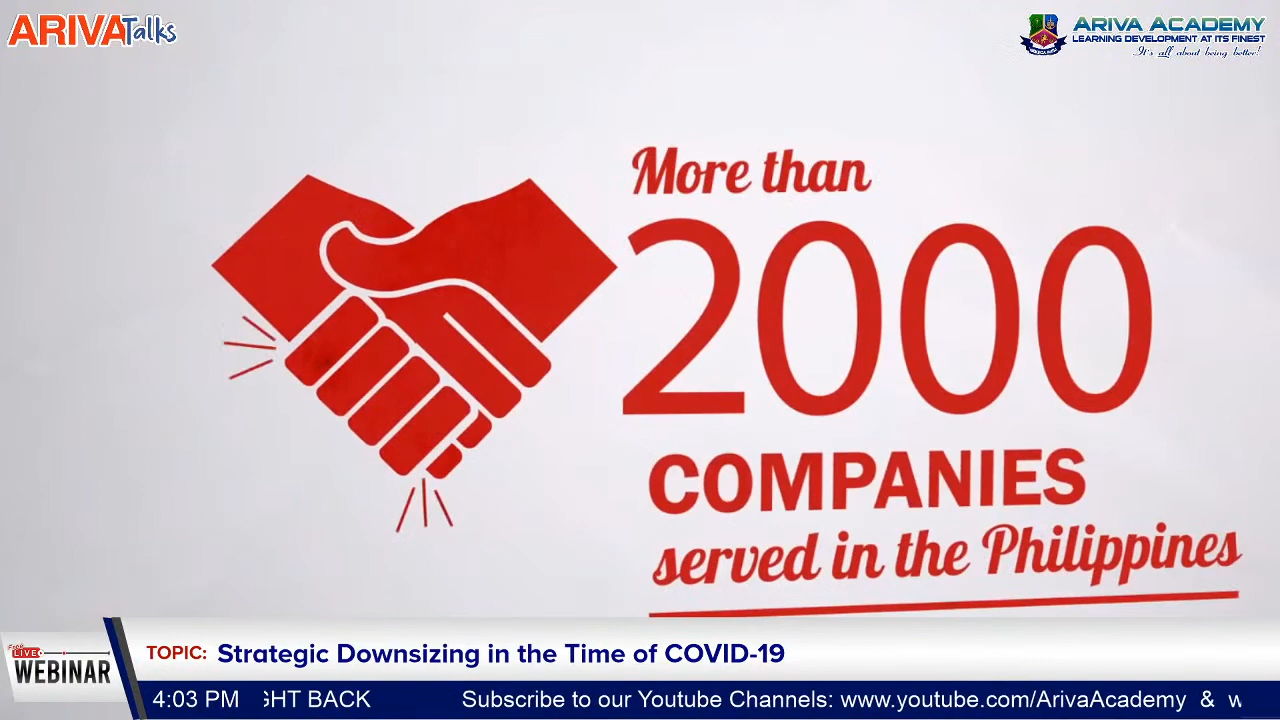 ARIVATalks
ARIVA ACADEMY
LEARNING DEVELOPMENT AT ITS FINEST
It's all about being better!
More than
2000
COMPANIES
served in the Philippines
Free LIVE
WEBINAR
TOPIC: Strategic Downsizing in the Time of COVID-19
4:03 PM GHT BACK Subscribe to our Youtube Channels: www.youtube.com/ArivaAcademy & w